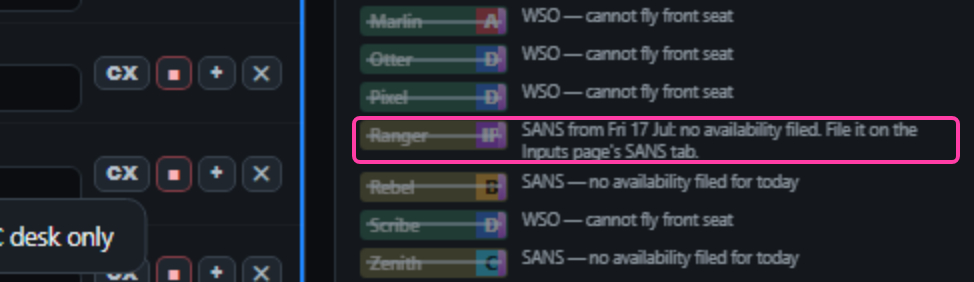 Marlin A WSO — cannot fly front seat
CX ■ + ✕
Otter D WSO — cannot fly front seat
Pixel D WSO — cannot fly front seat
Ranger IP SANS from Fri 17 Jul: no availability filed. File it on the
Inputs page's SANS tab.
CX ■ + ✕
Rebel B SANS — no availability filed for today
Scribe D WSO — cannot fly front seat
desk only
Zenith C SANS — no availability filed for today
CX ■ + ✕